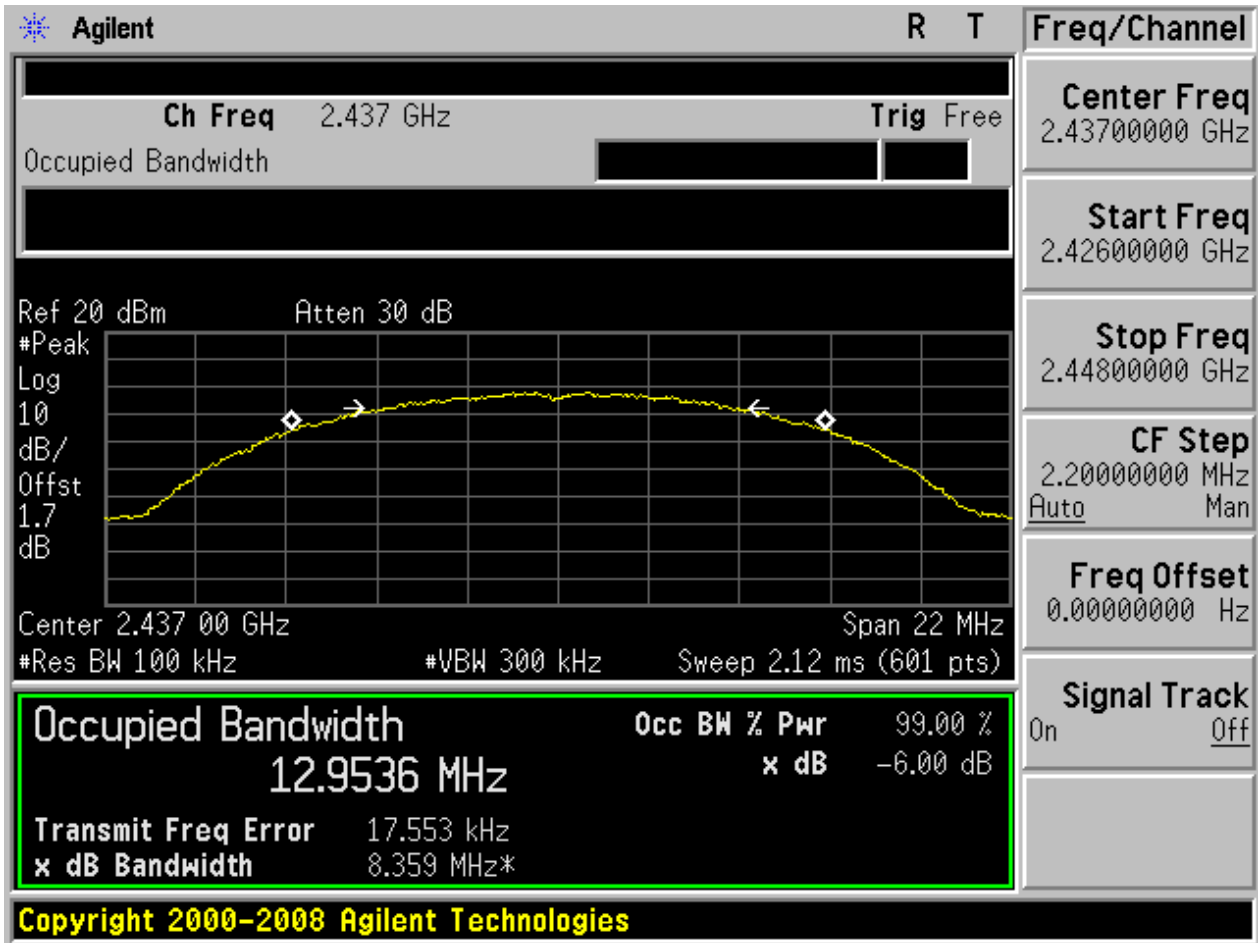 Agilent R T
Freq/Channel
Ch Freq 2.437 GHz Trig Free
Occupied Bandwidth
Center Freq
2.43700000 GHz
Start Freq
2.42600000 GHz
Stop Freq
2.44800000 GHz
CF Step
2.20000000 MHz
Auto Man
Freq Offset
0.00000000 Hz
Signal Track
On Off
Ref 20 dBm Atten 30 dB
#Peak
Log
10
dB/
Offst
1.7
dB
Center 2.437 00 GHz Span 22 MHz
#Res BW 100 kHz #VBW 300 kHz Sweep 2.12 ms (601 pts)
Occupied Bandwidth Occ BW % Pwr 99.00 %
12.9536 MHz x dB -6.00 dB
Transmit Freq Error 17.553 kHz
x dB Bandwidth 8.359 MHz*
Copyright 2000-2008 Agilent Technologies